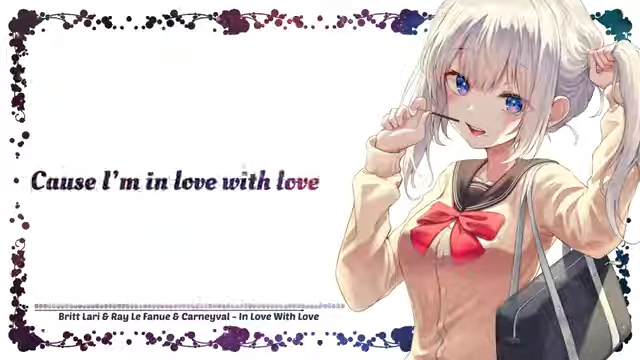 Cause I'm in love with love
Britt Lari & Ray Le Fanue & Carneyval - In Love With Love